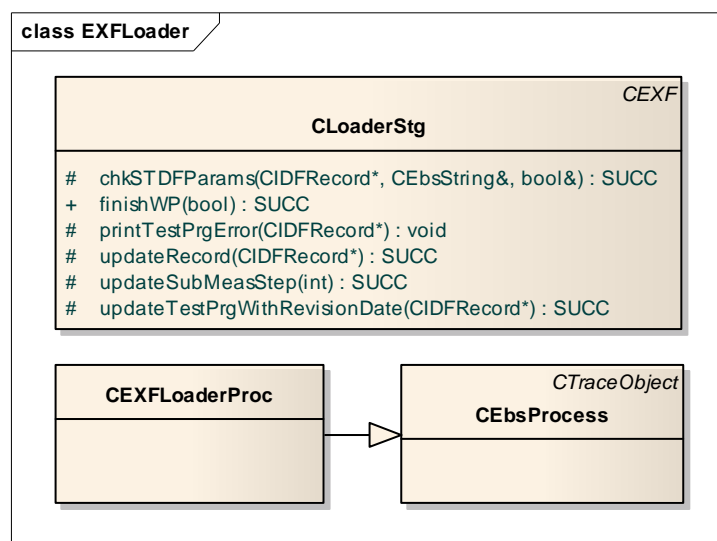 class EXFLoader
CEXF
CLoaderStg
# chkSTDFParams(CIDFRecord*, CEbsString&, bool&) : SUCC
+ finishWP(bool) : SUCC
# printTestPrgError(CIDFRecord*) : void
# updateRecord(CIDFRecord*) : SUCC
# updateSubMeasStep(int) : SUCC
# updateTestPrgWithRevisionDate(CIDFRecord*) : SUCC
CEXFLoaderProc
CTraceObject
CEbsProcess